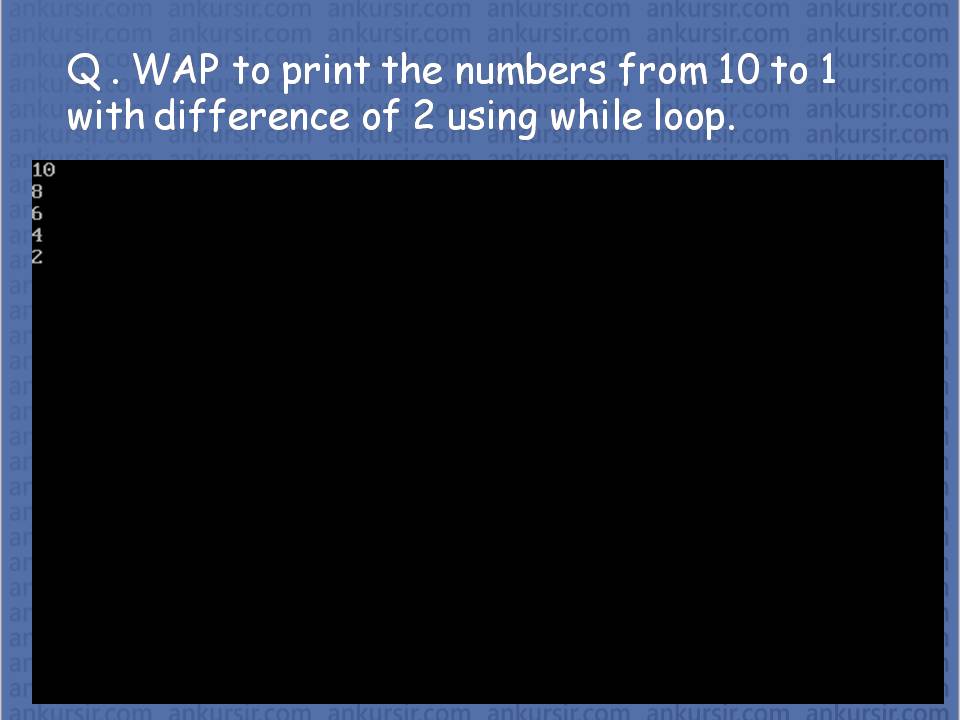 Q . WAP to print the numbers from 10 to 1
with difference of 2 using while loop.
10
8
6
4
2
ankursir.com